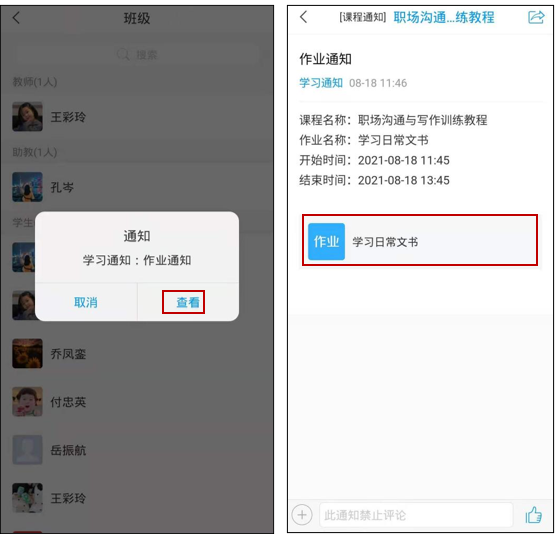 班级
搜索
教师(1人)
王彩玲
助教(1人)
孔岑
学生
通知
学习通知：作业通知
取消
查看
乔凤銮
付忠英
岳振航
王彩玲
[课程通知] 职场沟通...练教程
作业通知
学习通知 08-18 11:46
课程名称：职场沟通与写作训练教程
作业名称：学习日常文书
开始时间：2021-08-18 11:45
结束时间：2021-08-18 13:45
作业 学习日常文书
此通知禁止评论